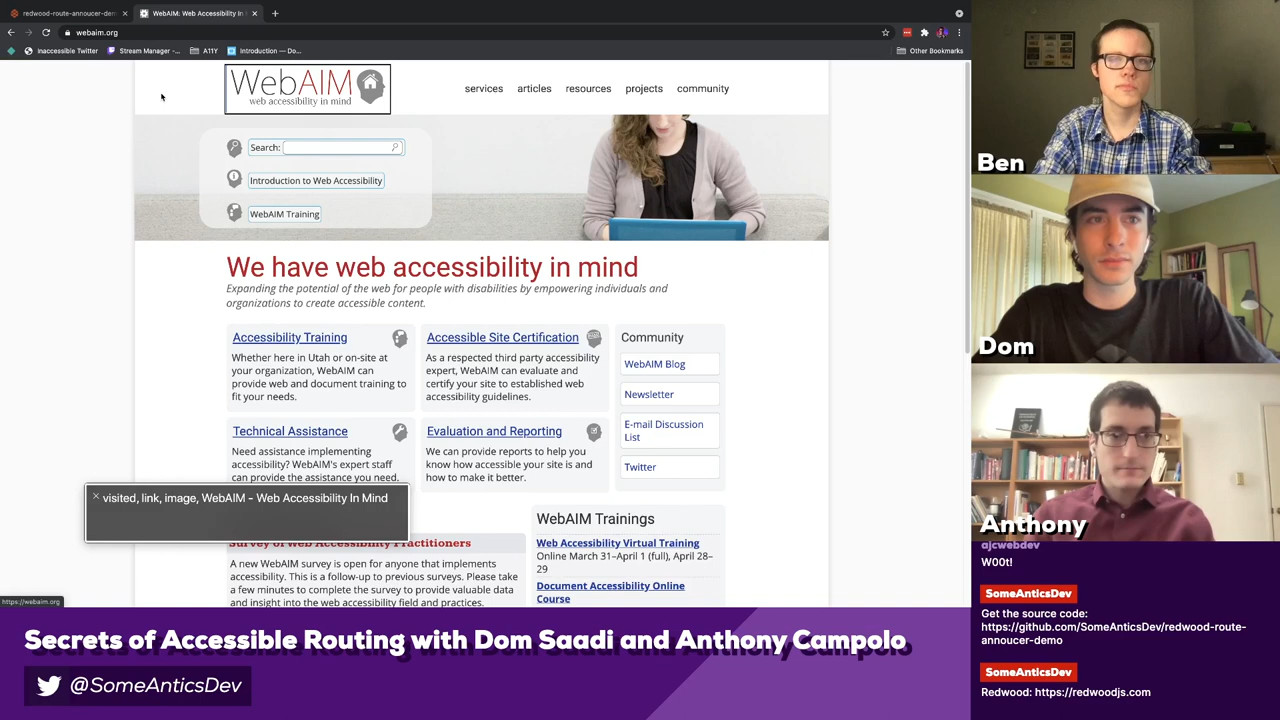 redwood-route-annoucer-dem
WebAIM: Web Accessibility In
webaim.org
Inaccessible Twitter
Stream Manager -...
A11Y
Introduction — Do...
Other Bookmarks
WebAIM
web accessibility in mind
services
articles
resources
projects
community
Search:
Introduction to Web Accessibility
WebAIM Training
We have web accessibility in mind
Expanding the potential of the web for people with disabilities by empowering individuals and
organizations to create accessible content.
Accessibility Training
Whether here in Utah or on-site at
your organization, WebAIM can
provide web and document training to
fit your needs.
Accessible Site Certification
As a respected third party accessibility
expert, WebAIM can evaluate and
certify your site to established web
accessibility guidelines.
Community
WebAIM Blog
Newsletter
E-mail Discussion
List
Twitter
Technical Assistance
Need assistance implementing
accessibility? WebAIM's expert staff
can provide the assistance you need.
Evaluation and Reporting
We can provide reports to help you
know how accessible your site is and
how to make it better.
visited, link, image, WebAIM - Web Accessibility In Mind
Survey of Web Accessibility Practitioners
A new WebAIM survey is open for anyone that implements
accessibility. This is a follow-up to previous surveys. Please take
a few minutes to complete the survey to provide valuable data
and insight into the web accessibility field and practices.
WebAIM Trainings
Web Accessibility Virtual Training
Online March 31–April 1 (full), April 28–
29
Document Accessibility Online
Course
https://webaim.org
Secrets of Accessible Routing with Dom Saadi and Anthony Campolo
@SomeAnticsDev
Ben
Dom
Anthony
ajcwebdev
W00t!
SomeAnticsDev
Get the source code:
https://github.com/SomeAnticsDev/redwood-route-
annoucer-demo
SomeAnticsDev
Redwood: https://redwoodjs.com